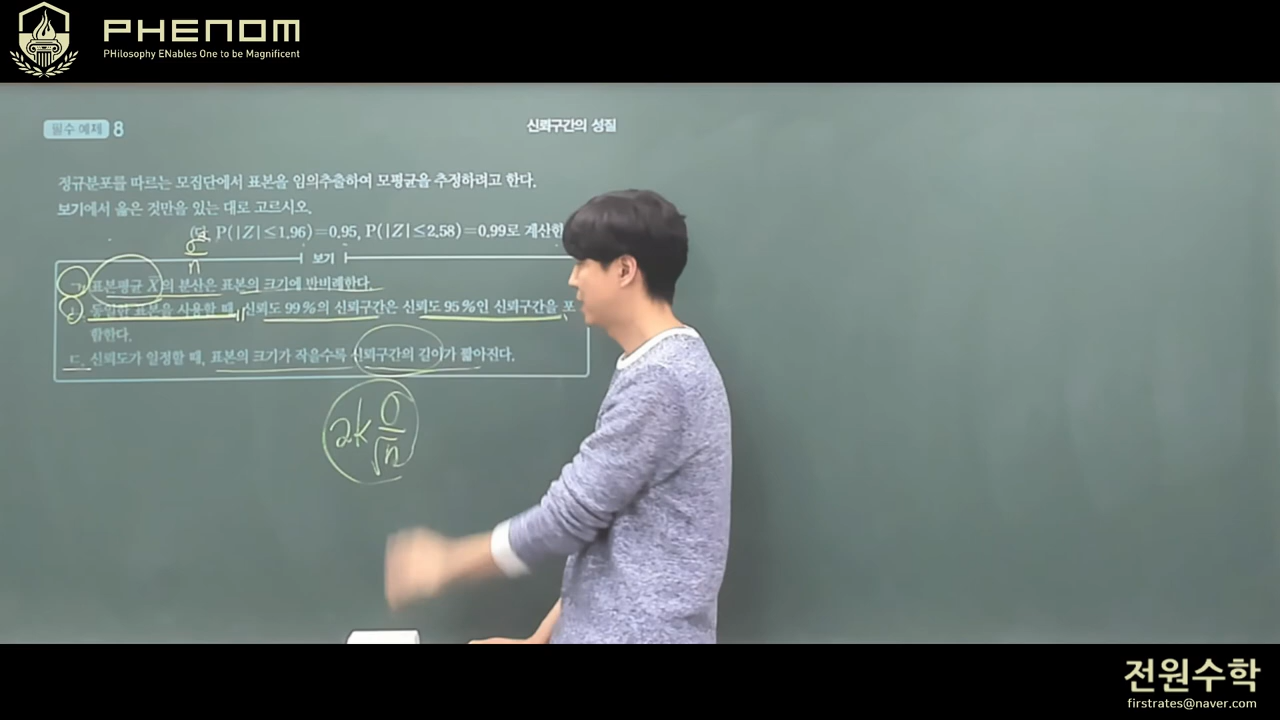 PHENOM
PHilosophy ENables One to be Magnificent
필수 예제 8
신뢰구간의 성질
정규분포를 따르는 모집단에서 표본을 임의추출하여 모평균을 추정하려고 한다.
보기에서 옳은 것만을 있는 대로 고르시오.
(단, P(|Z|≤1.96)=0.95, P(|Z|≤2.58)=0.99로 계산한
σ²/n
보기
ㄱ. 표본평균 X̄의 분산은 표본의 크기에 반비례한다.
ㄴ. 동일한 표본을 사용할 때, 신뢰도 99%의 신뢰구간은 신뢰도 95%인 신뢰구간을 포
함한다.
ㄷ. 신뢰도가 일정할 때, 표본의 크기가 작을수록 신뢰구간의 길이가 짧아진다.
2k σ/√n
전원수학
firstrates@naver.com